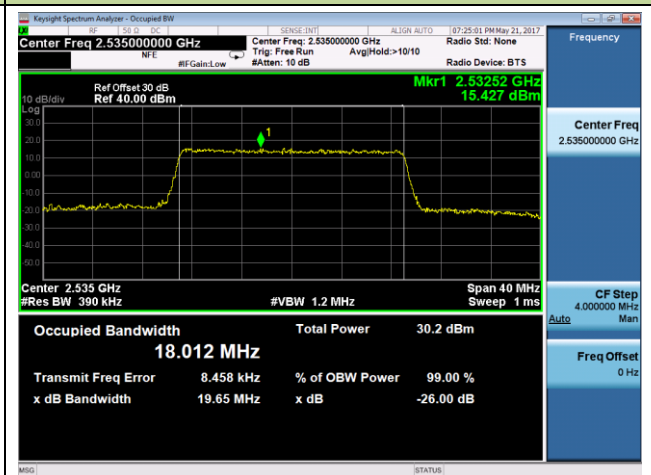 Keysight Spectrum Analyzer - Occupied BW
RF 50 Ω DC SENSE:INT ALIGN AUTO 07:25:01 PM May 21, 2017
Center Freq 2.535000000 GHz Center Freq: 2.535000000 GHz Radio Std: None
NFE Trig: Free Run Avg|Hold:>10/10
#IFGain:Low #Atten: 10 dB Radio Device: BTS
Frequency
Ref Offset 30 dB Mkr1 2.53252 GHz
10 dB/div Ref 40.00 dBm 15.427 dBm
Log
30.0
20.0
10.0
0.00
-10.0
-20.0
-30.0
-40.0
-50.0
1
Center 2.535 GHz Span 40 MHz
#Res BW 390 kHz #VBW 1.2 MHz Sweep 1 ms
Occupied Bandwidth Total Power 30.2 dBm
18.012 MHz
Transmit Freq Error 8.458 kHz % of OBW Power 99.00 %
x dB Bandwidth 19.65 MHz x dB -26.00 dB
Center Freq
2.535000000 GHz
CF Step
4.000000 MHz
Auto Man
Freq Offset
0 Hz
MSG STATUS